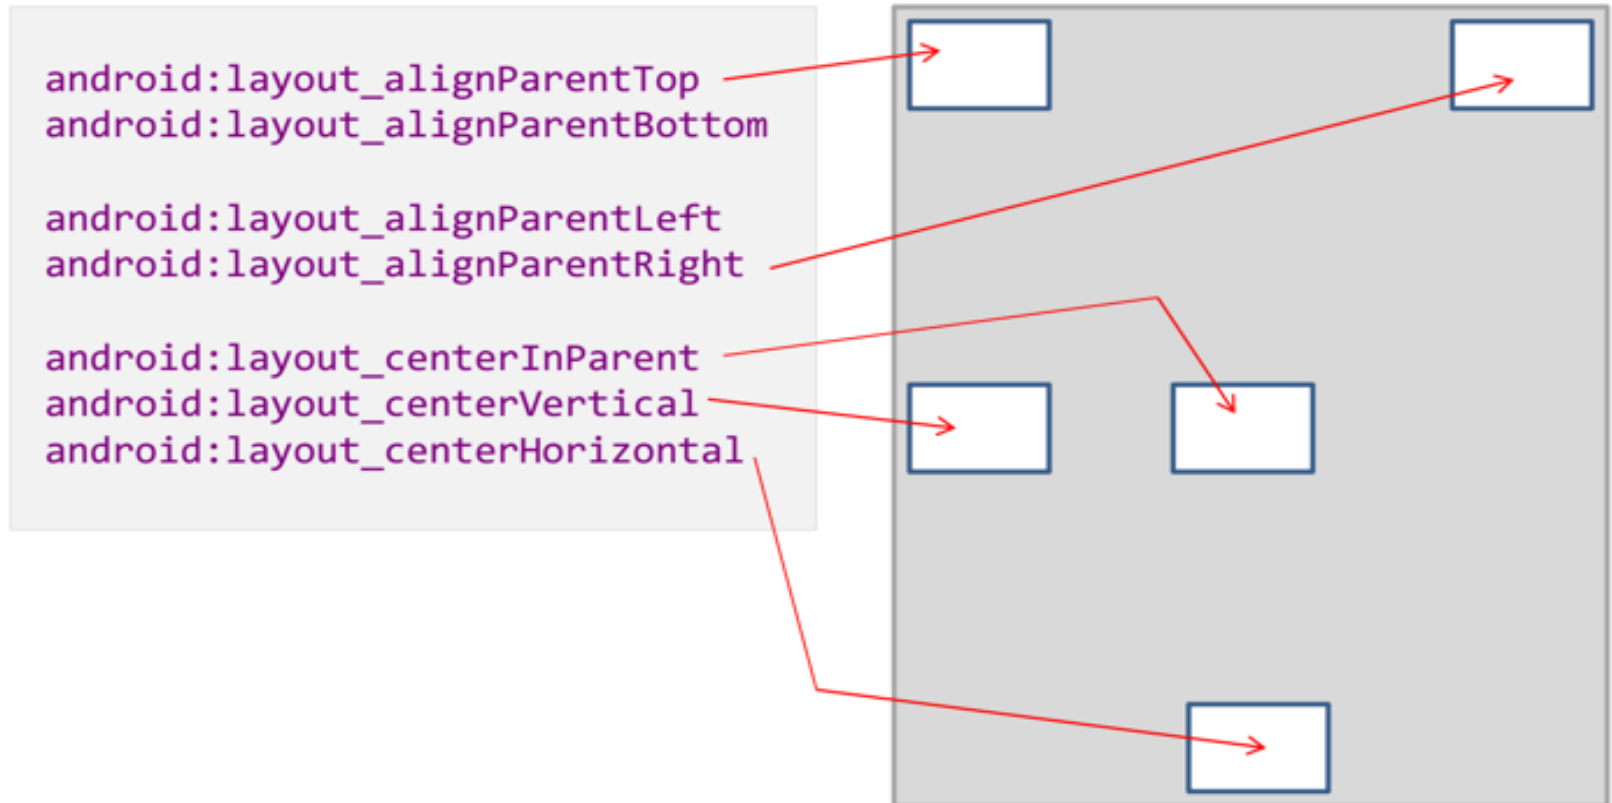 android:layout_alignParentTop
android:layout_alignParentBottom
android:layout_alignParentLeft
android:layout_alignParentRight
android:layout_centerInParent
android:layout_centerVertical
android:layout_centerHorizontal